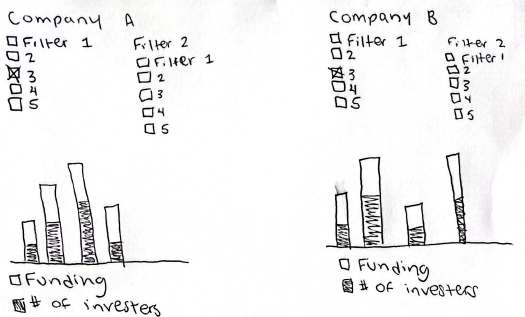 Company A
Filter 1
2
3
4
5
Filter 2
Filter 1
2
3
4
5
Funding
# of investers
Company B
Filter 1
2
3
4
5
Filter 2
Filter 1
2
3
4
5
Funding
# of investers